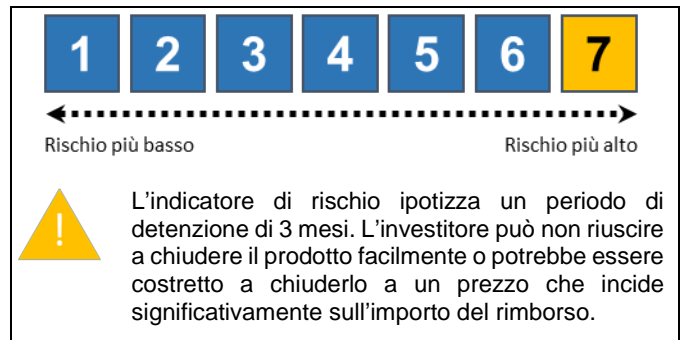 1 2 3 4 5 6 7
Rischio più basso Rischio più alto
!
L'indicatore di rischio ipotizza un periodo di
detenzione di 3 mesi. L'investitore può non riuscire
a chiudere il prodotto facilmente o potrebbe essere
costretto a chiuderlo a un prezzo che incide
significativamente sull'importo del rimborso.